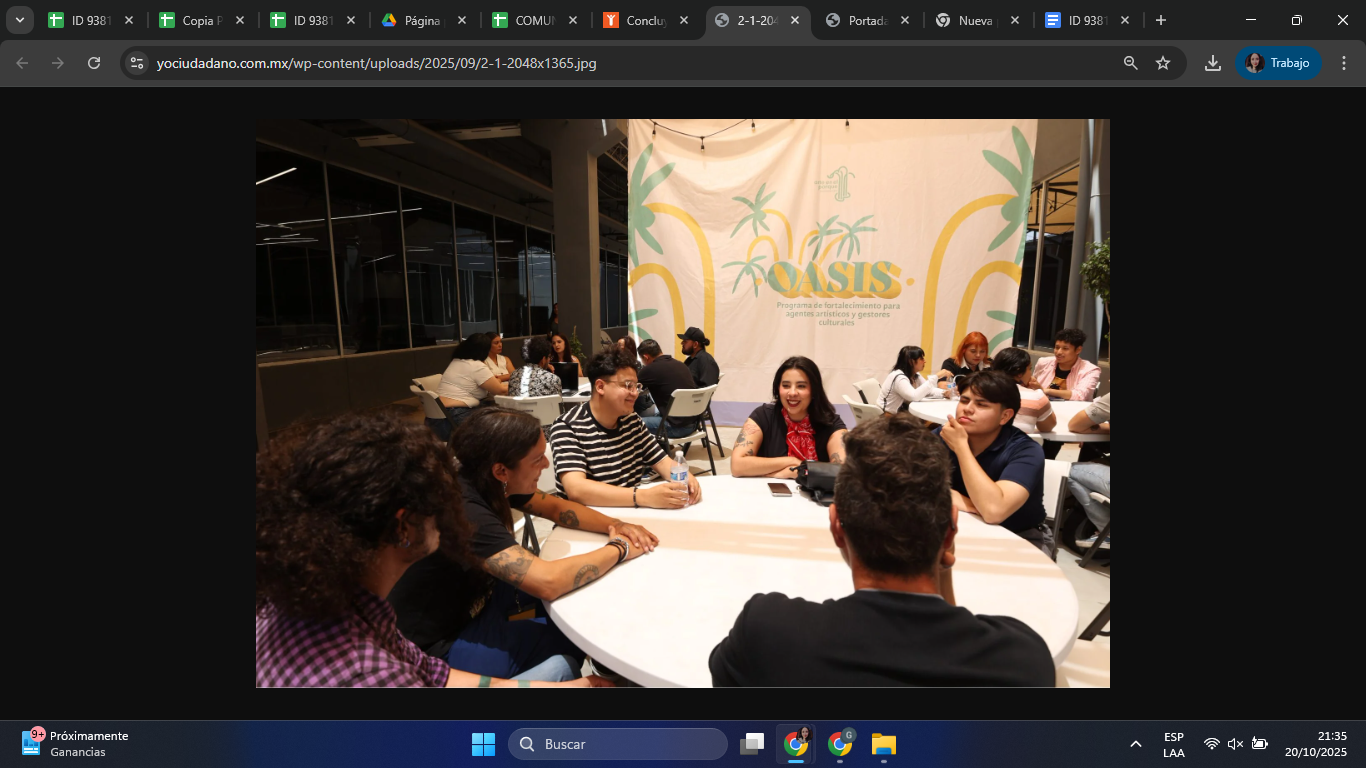 ID 9381
Copia P
ID 9381
Página
COMUN
Concluy
2-1-204
Portada
Nueva
ID 9381
yociudadano.com.mx/wp-content/uploads/2025/09/2-1-2048x1365.jpg
Trabajo
OASIS
Programa de fortalecimiento para
agentes artísticos y gestores
culturales
9+
Próximamente
Ganancias
Buscar
G
ESP
LAA
21:35
20/10/2025